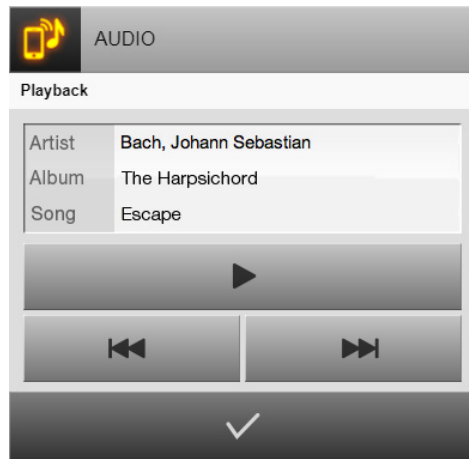 AUDIO
Playback
Artist Bach, Johann Sebastian
Album The Harpsichord
Song Escape